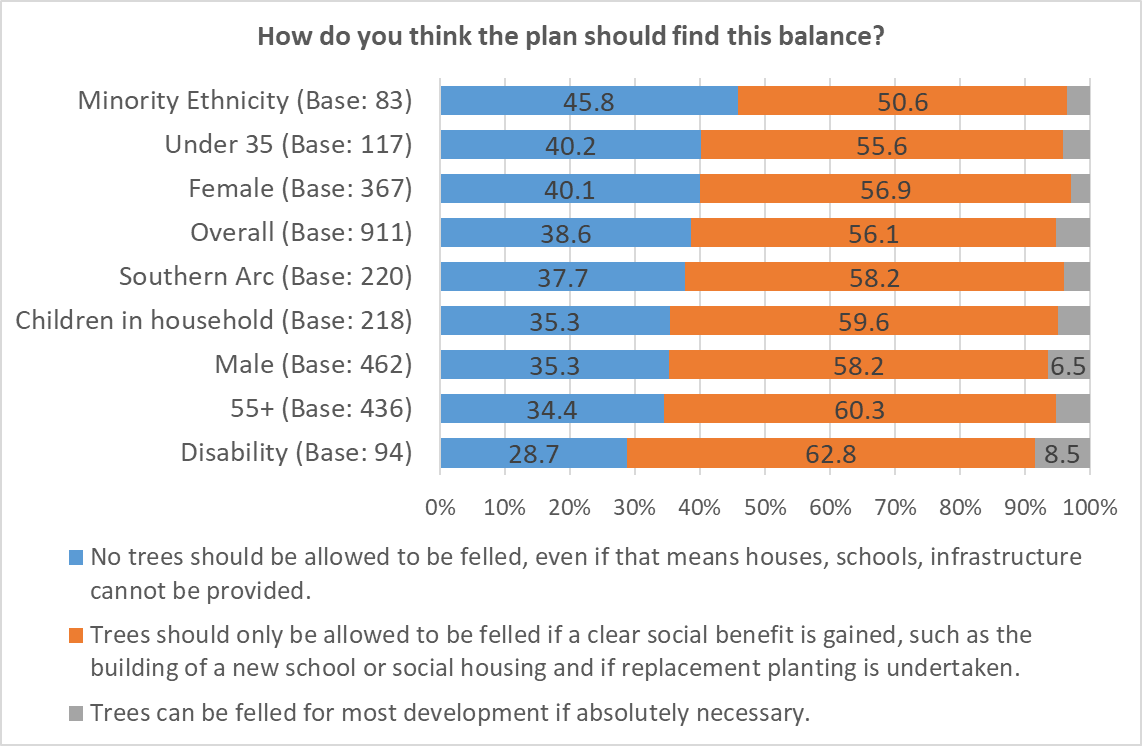 How do you think the plan should find this balance?
Minority Ethnicity (Base: 83) 45.8 50.6
Under 35 (Base: 117) 40.2 55.6
Female (Base: 367) 40.1 56.9
Overall (Base: 911) 38.6 56.1
Southern Arc (Base: 220) 37.7 58.2
Children in household (Base: 218) 35.3 59.6
Male (Base: 462) 35.3 58.2 6.5
55+ (Base: 436) 34.4 60.3
Disability (Base: 94) 28.7 62.8 8.5
0% 10% 20% 30% 40% 50% 60% 70% 80% 90% 100%
No trees should be allowed to be felled, even if that means houses, schools, infrastructure
cannot be provided.
Trees should only be allowed to be felled if a clear social benefit is gained, such as the
building of a new school or social housing and if replacement planting is undertaken.
Trees can be felled for most development if absolutely necessary.